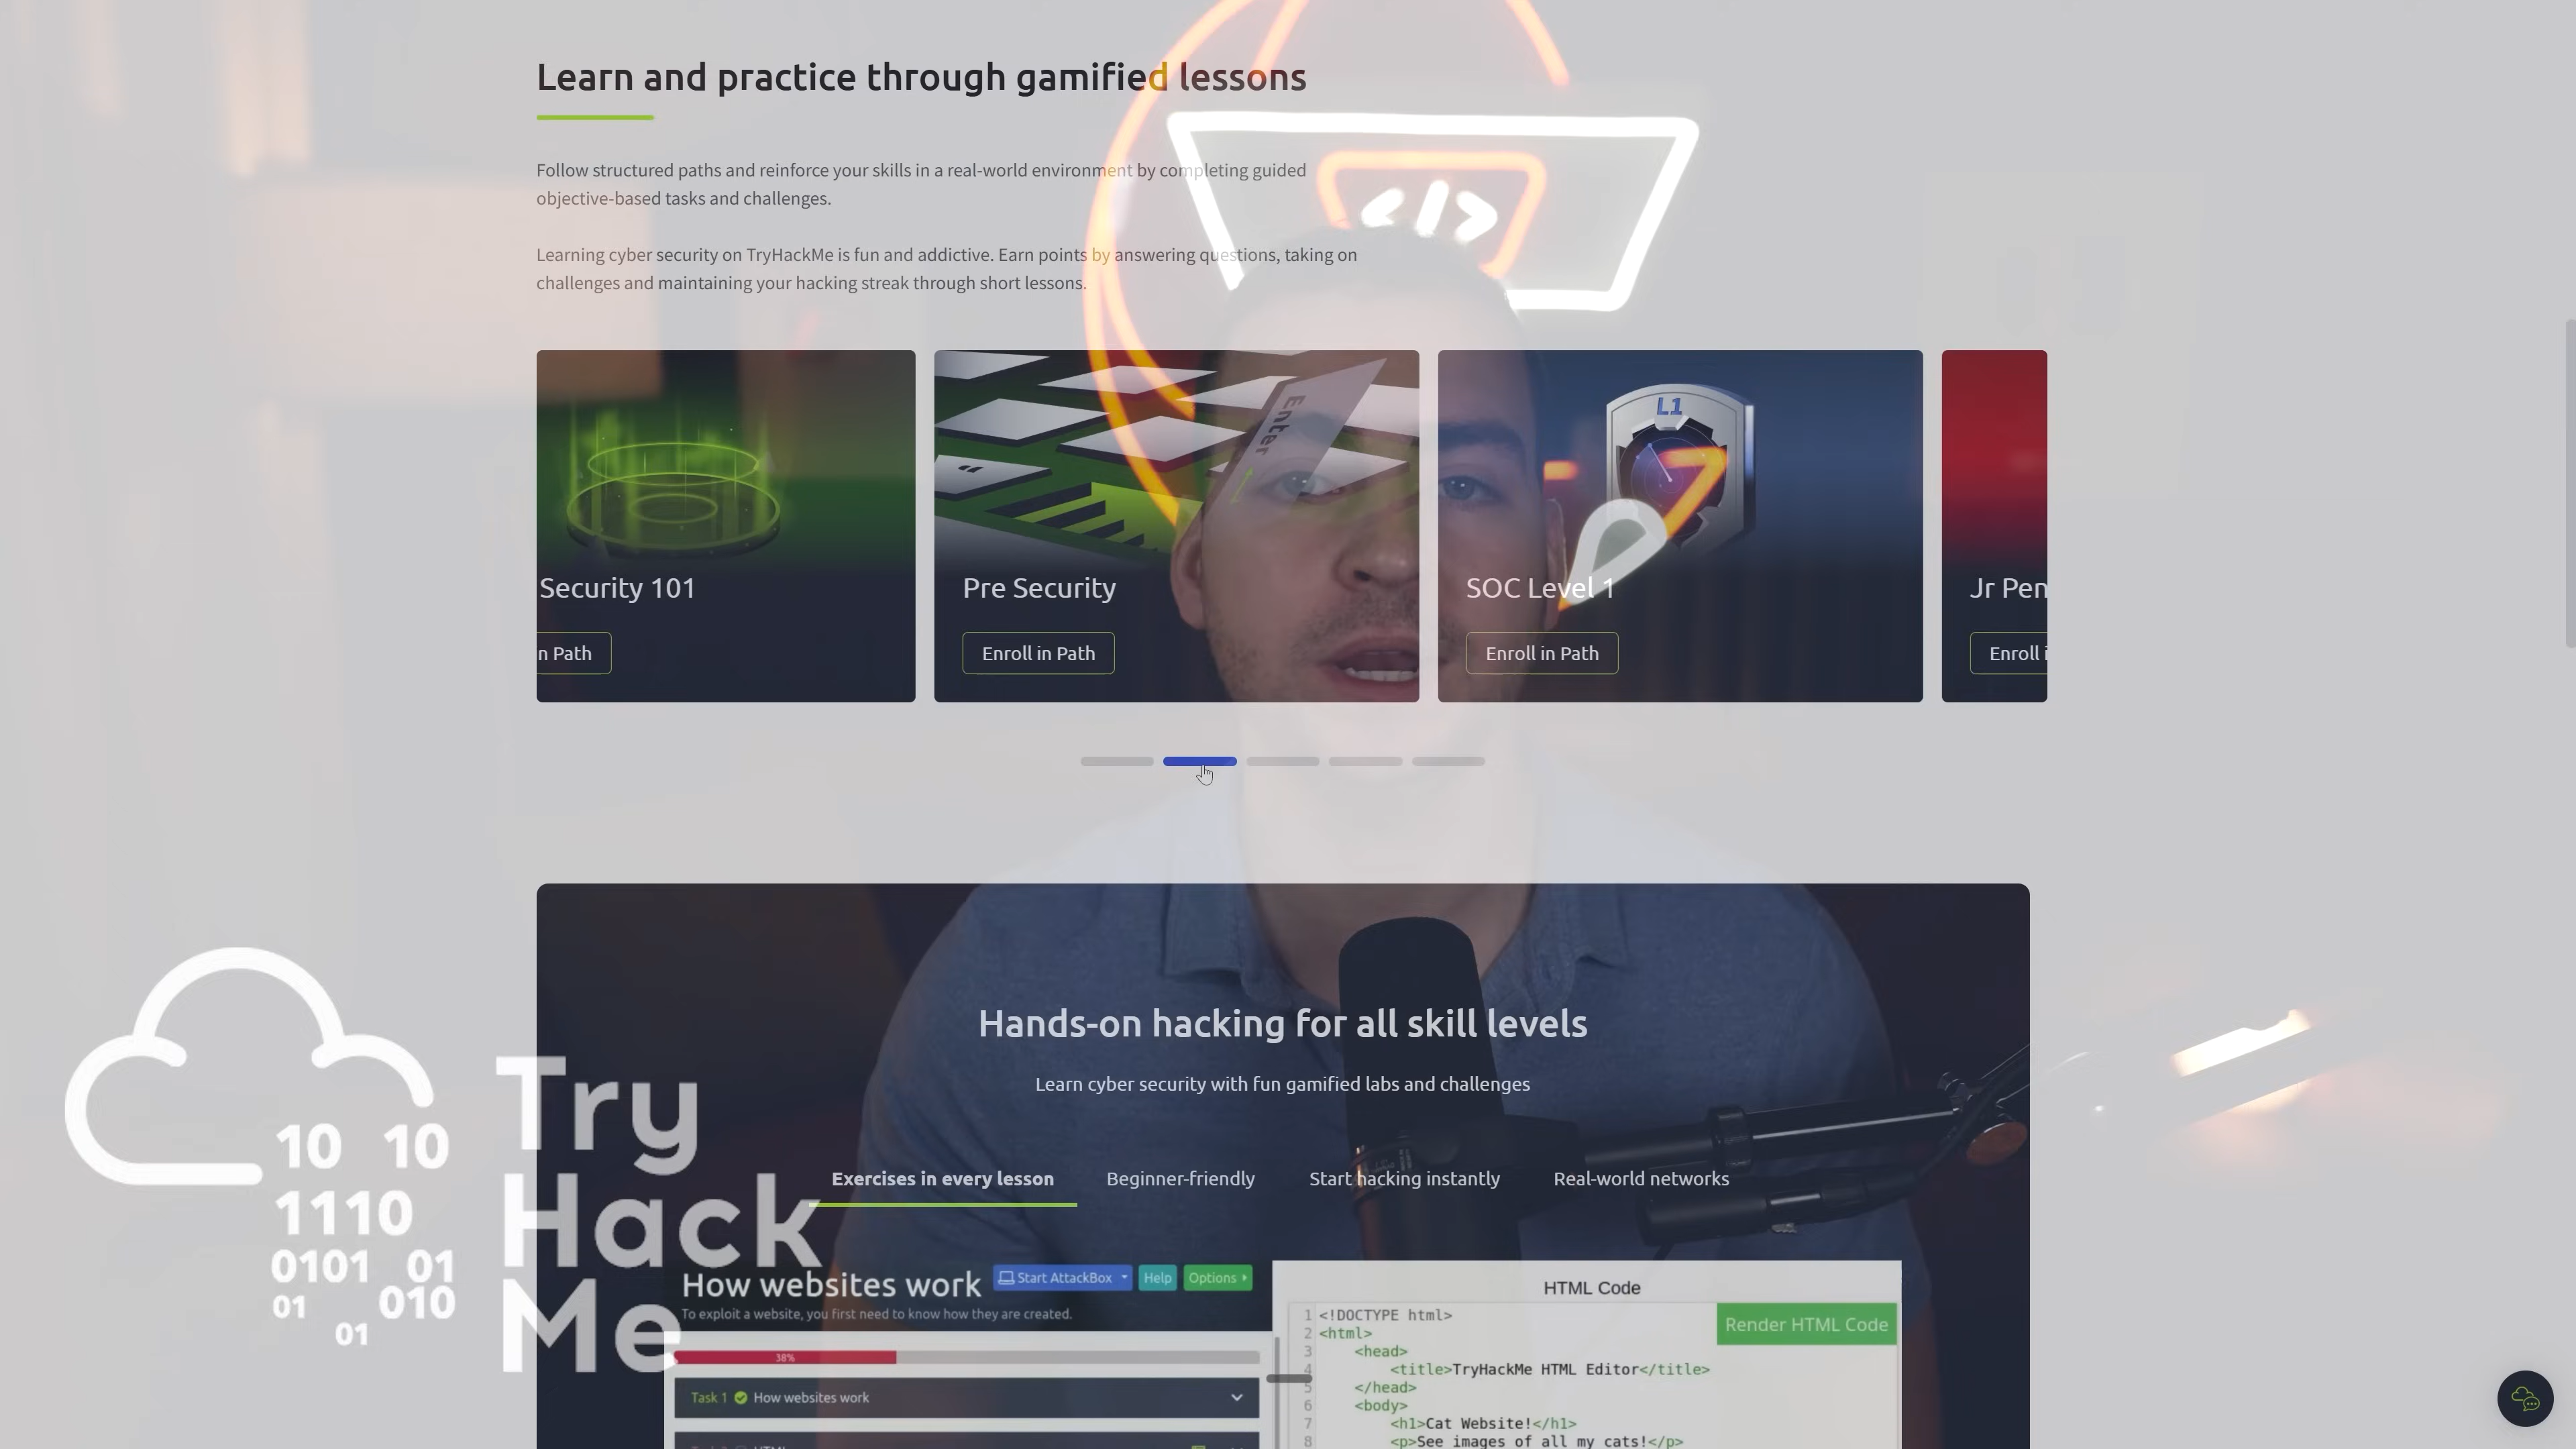 Learn and practice through gamified lessons
Follow structured paths and reinforce your skills in a real-world environment by completing guided
objective-based tasks and challenges.
Learning cyber security on TryHackMe is fun and addictive. Earn points by answering questions, taking on
challenges and maintaining your hacking streak through short lessons.
</>
Enter
L1
Security 101
Pre Security
SOC Level 1
Jr Pen
n Path
Enroll in Path
Enroll in Path
Enroll i
Hands-on hacking for all skill levels
Learn cyber security with fun gamified labs and challenges
Exercises in every lesson
Beginner-friendly
Start hacking instantly
Real-world networks
10 10
1110
0101 01
01 010
01
Try
Hack
Me
How websites work
Start AttackBox
Help
Options
To exploit a website, you first need to know how they are created.
38%
Task 1 How websites work
HTML Code
Render HTML Code
1 <!DOCTYPE html>
2 <html>
3 <head>
4 <title>TryHackMe HTML Editor</title>
5 </head>
6 <body>
7 <h1>Cat Website!</h1>
8 <p>See images of all my cats!</p>